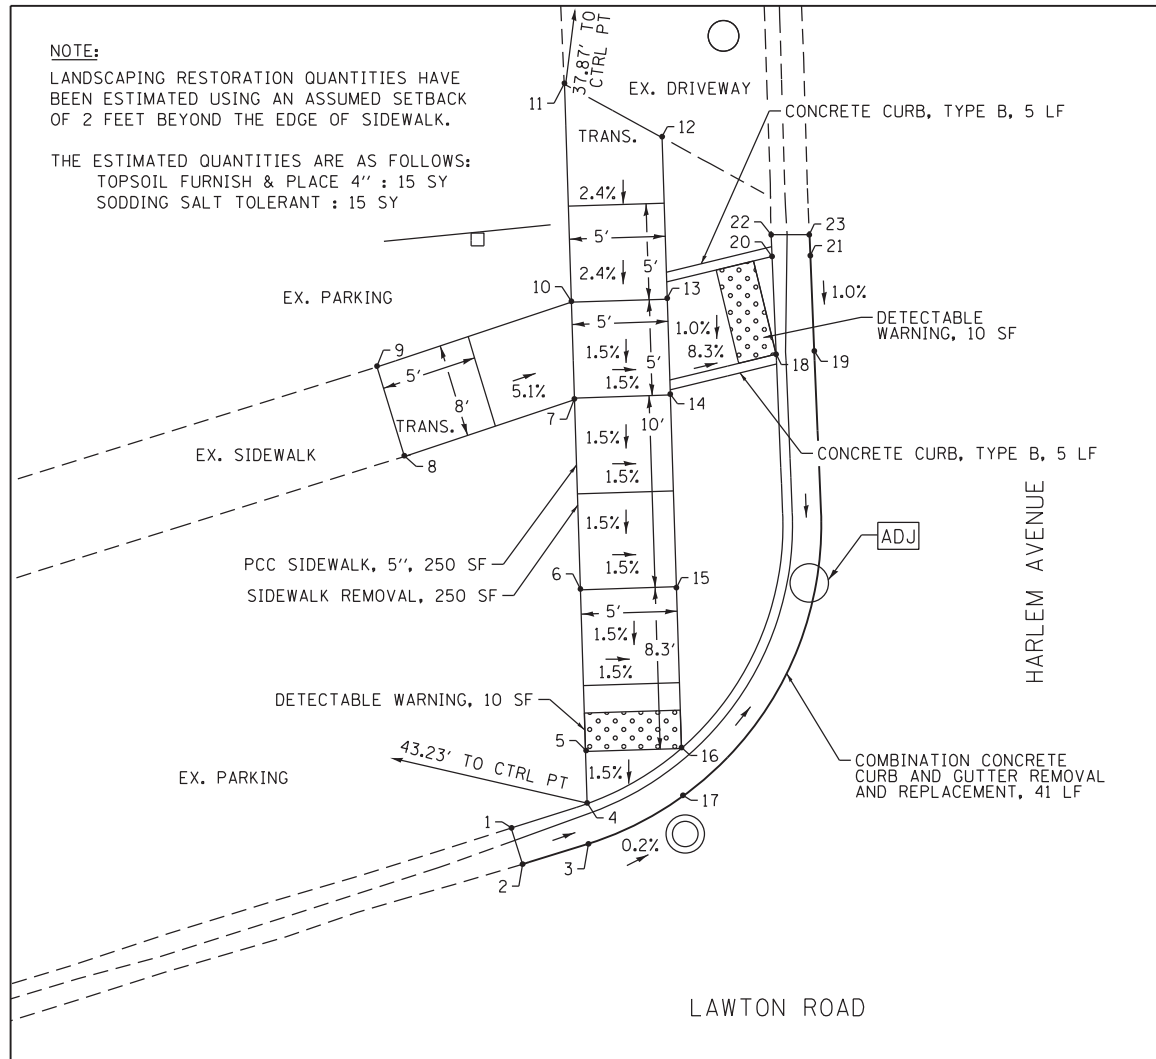 NOTE:
LANDSCAPING RESTORATION QUANTITIES HAVE
BEEN ESTIMATED USING AN ASSUMED SETBACK
OF 2 FEET BEYOND THE EDGE OF SIDEWALK.
THE ESTIMATED QUANTITIES ARE AS FOLLOWS:
TOPSOIL FURNISH & PLACE 4'' : 15 SY
SODDING SALT TOLERANT : 15 SY
37.87' TO
CTRL PT
EX. DRIVEWAY
CONCRETE CURB, TYPE B, 5 LF
11
12
TRANS.
2.4%
5'
5'
2.4%
22
23
20
21
EX. PARKING
10
13
1.0%
DETECTABLE
WARNING, 10 SF
5'
5'
1.0%
8.3%
1.5%
1.5%
18
19
9
5'
8'
5.1%
TRANS.
7
14
10'
EX. SIDEWALK
8
1.5%
1.5%
CONCRETE CURB, TYPE B, 5 LF
HARLEM AVENUE
ADJ
1.5%
1.5%
PCC SIDEWALK, 5'', 250 SF
SIDEWALK REMOVAL, 250 SF
6
15
5'
1.5%
8.3'
1.5%
DETECTABLE WARNING, 10 SF
5
16
43.23' TO CTRL PT
1.5%
EX. PARKING
COMBINATION CONCRETE
CURB AND GUTTER REMOVAL
AND REPLACEMENT, 41 LF
4
17
1
2
3
0.2%
LAWTON ROAD